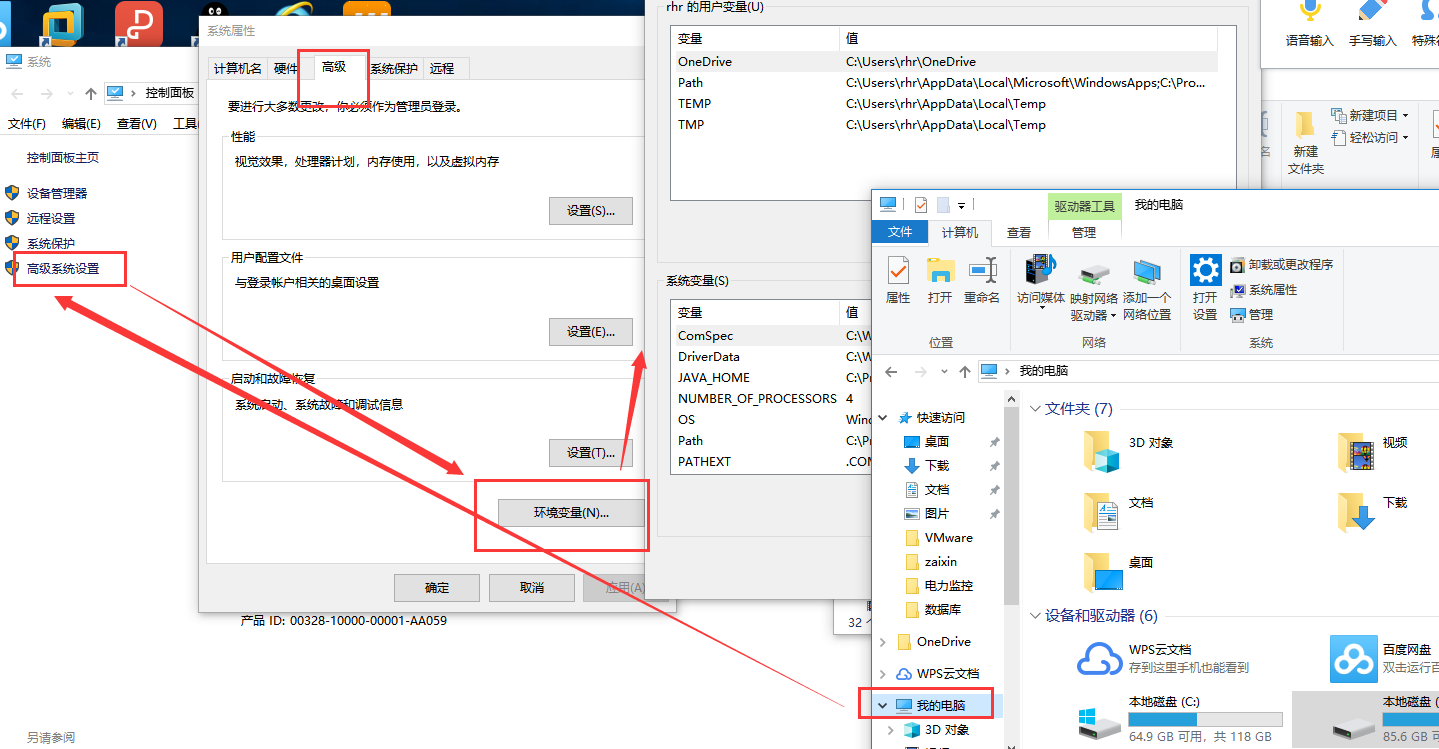 系统
控制面板
文件(F)
编辑(E)
查看(V)
工具(
控制面板主页
设备管理器
远程设置
系统保护
高级系统设置
产品 ID: 00328-10000-00001-AA059
另请参阅
系统属性
计算机名
硬件
高级
系统保护
远程
要进行大多数更改，你必须作为管理员登录。
性能
视觉效果，处理器计划，内存使用，以及虚拟内存
设置(S)...
用户配置文件
与登录帐户相关的桌面设置
设置(E)...
启动和故障恢复
系统启动、系统故障和调试信息
设置(T)...
环境变量(N)...
确定
取消
应用(A)
rhr 的用户变量(U)
变量
值
OneDrive
C:\Users\rhr\OneDrive
Path
C:\Users\rhr\AppData\Local\Microsoft\WindowsApps;C:\Pro...
TEMP
C:\Users\rhr\AppData\Local\Temp
TMP
C:\Users\rhr\AppData\Local\Temp
系统变量(S)
变量
值
ComSpec
C:\W
DriverData
C:\W
JAVA_HOME
C:\P
NUMBER_OF_PROCESSORS
4
OS
Wind
Path
C:\P
PATHEXT
.COM
32
语音输入
手写输入
特殊符
新建项目
轻松访问
新建
文件夹
名
驱动器工具
我的电脑
文件
计算机
查看
管理
属性
打开
重命名
访问媒体
映射网络
驱动器
添加一个
网络位置
打开
设置
卸载或更改程序
系统属性
管理
位置
网络
系统
我的电脑
快速访问
桌面
下载
文档
图片
VMware
zaixin
电力监控
数据库
OneDrive
WPS云文档
我的电脑
3D 对象
文件夹 (7)
3D 对象
视频
文档
下载
桌面
设备和驱动器 (6)
WPS云文档
存到这里手机也能看到
百度网盘
双击运行百
本地磁盘 (C:)
64.9 GB 可用，共 118 GB
本地磁盘 (
85.6 GB 可